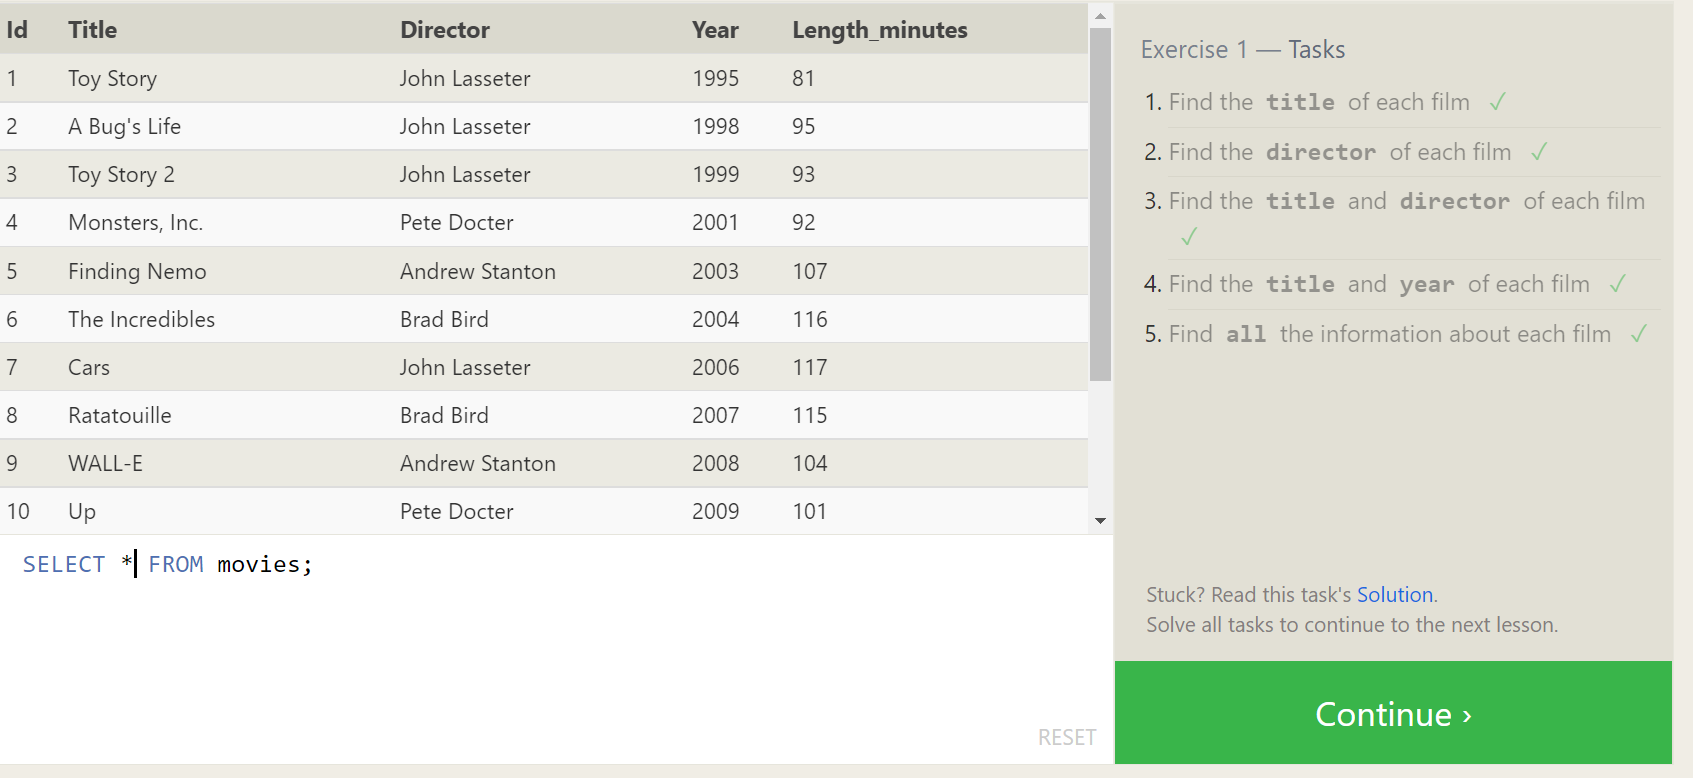 Id Title Director Year Length_minutes
1 Toy Story John Lasseter 1995 81
2 A Bug's Life John Lasseter 1998 95
3 Toy Story 2 John Lasseter 1999 93
4 Monsters, Inc. Pete Docter 2001 92
5 Finding Nemo Andrew Stanton 2003 107
6 The Incredibles Brad Bird 2004 116
7 Cars John Lasseter 2006 117
8 Ratatouille Brad Bird 2007 115
9 WALL-E Andrew Stanton 2008 104
10 Up Pete Docter 2009 101
SELECT * FROM movies;
RESET
Exercise 1 — Tasks
1. Find the title of each film ✓
2. Find the director of each film ✓
3. Find the title and director of each film
✓
4. Find the title and year of each film ✓
5. Find all the information about each film ✓
Stuck? Read this task's Solution.
Solve all tasks to continue to the next lesson.
Continue ›